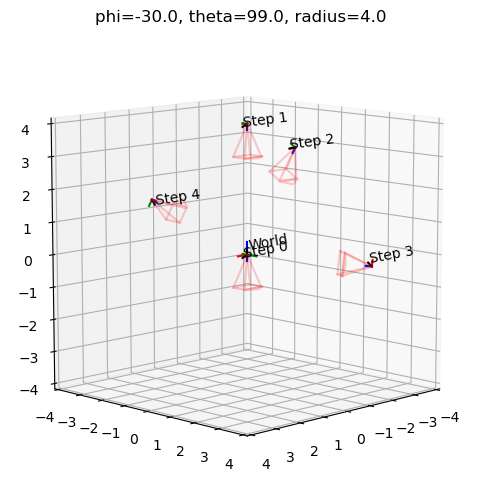 phi=-30.0, theta=99.0, radius=4.0
Step 1
Step 2
Step 4
World
Step 0
Step 3
4
3
2
1
0
−1
−2
−3
−4
−4 −3 −2 −1 0 1 2 3 4
4 3 2 1 0 −1 −2 −3 −4